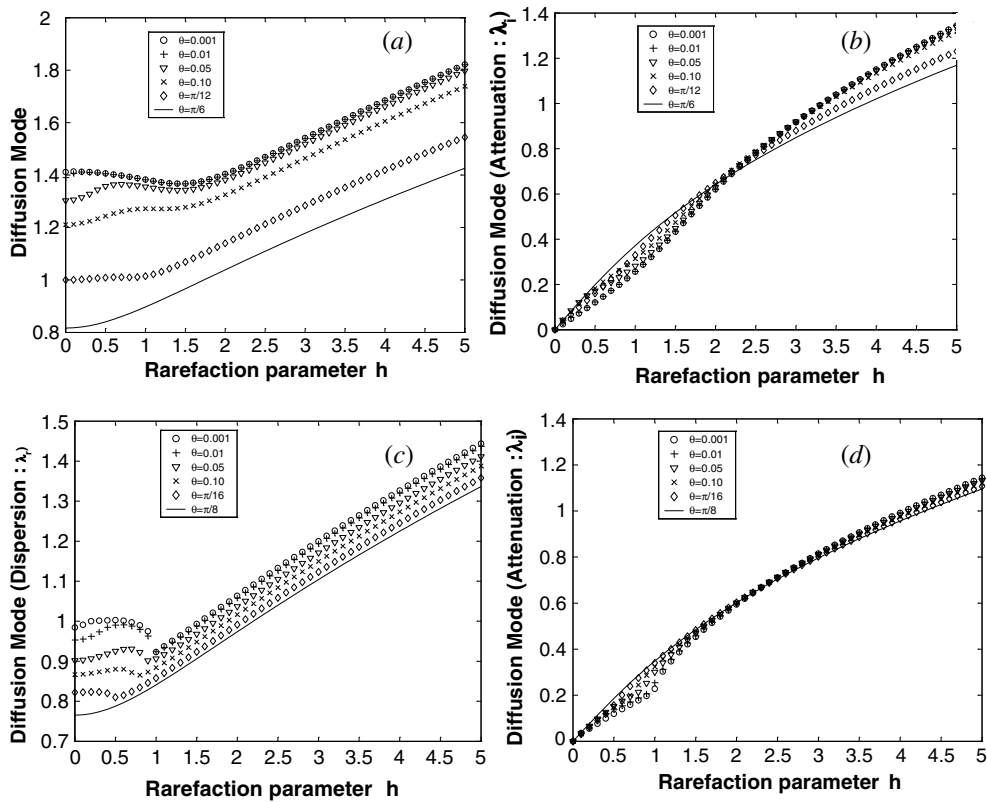 (a)
Diffusion Mode
2
1.8
1.6
1.4
1.2
1
0.8
θ=0.001
θ=0.01
θ=0.05
θ=0.10
θ=π/12
θ=π/6
0 0.5 1 1.5 2 2.5 3 3.5 4 4.5 5
Rarefaction parameter h
(b)
Diffusion Mode (Attenuation : λi)
1.4
1.2
1
0.8
0.6
0.4
0.2
0
θ=0.001
θ=0.01
θ=0.05
θ=0.10
θ=π/12
θ=π/6
0 0.5 1 1.5 2 2.5 3 3.5 4 4.5 5
Rarefaction parameter h
(c)
Diffusion Mode (Dispersion : λr)
1.5
1.4
1.3
1.2
1.1
1
0.9
0.8
0.7
θ=0.001
θ=0.01
θ=0.05
θ=0.10
θ=π/16
θ=π/8
0 0.5 1 1.5 2 2.5 3 3.5 4 4.5 5
Rarefaction parameter h
(d)
Diffusion Mode (Attenuation :λi)
1.4
1.2
1
0.8
0.6
0.4
0.2
0
θ=0.001
θ=0.01
θ=0.05
θ=0.10
θ=π/16
θ=π/8
0 0.5 1 1.5 2 2.5 3 3.5 4 4.5 5
Rarefaction parameter h